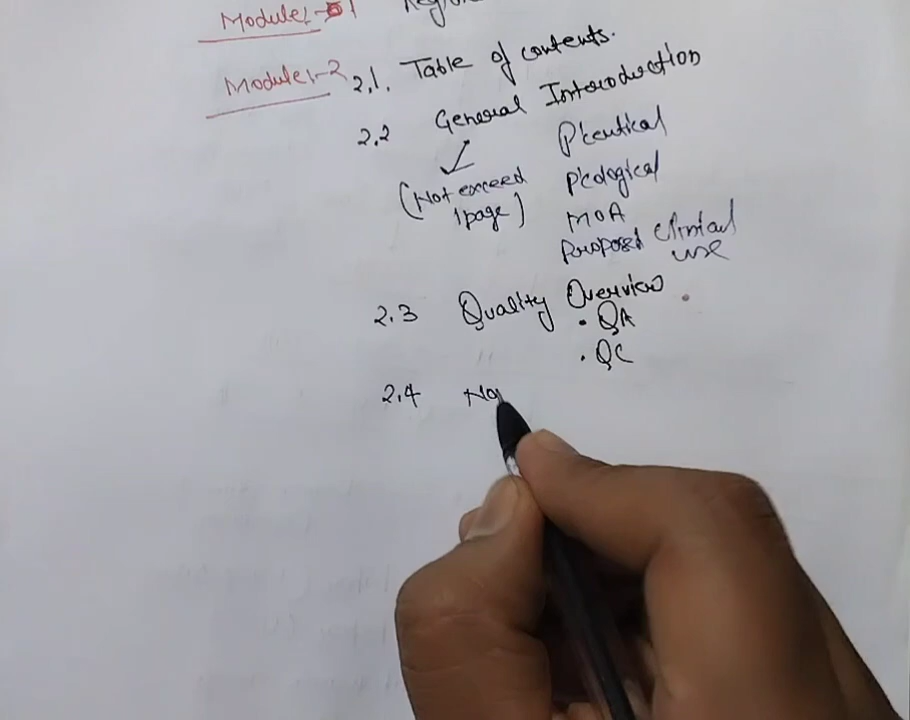 Module:-1
Module:-2
2.1. Table of contents.
2.2 General Introduction
(Not exceed 1page)
P'ceutical
P'cological
MOA
Proposed clinical use
2.3 Quality Overview
• QA
• QC
2.4 No